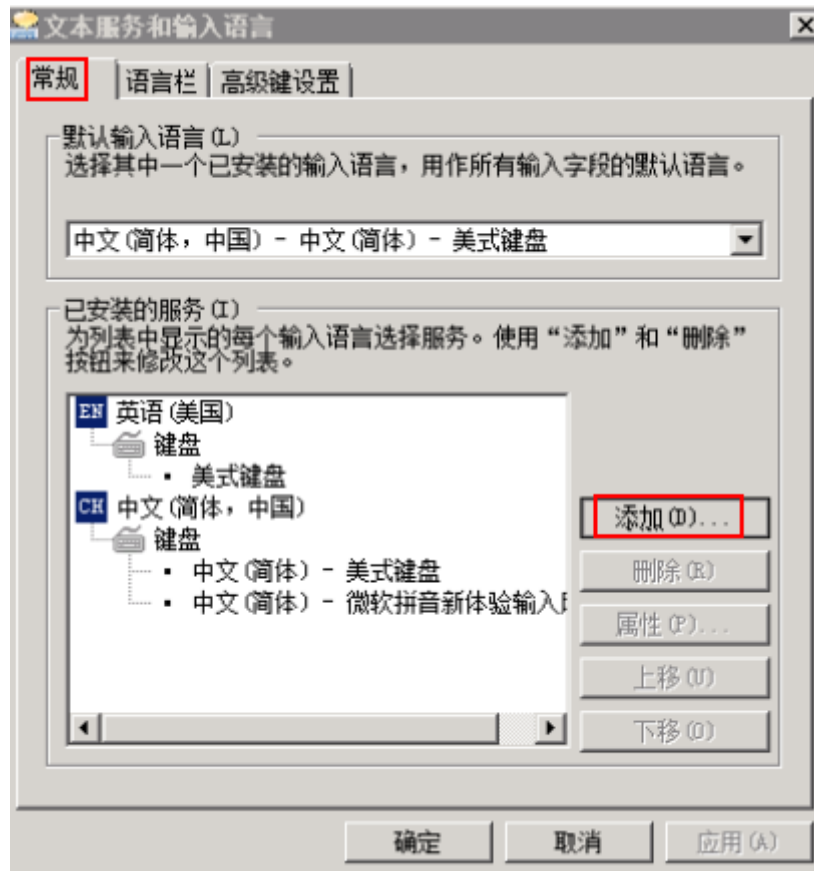 文本服务和输入语言
常规 语言栏 高级键设置
默认输入语言(L)
选择其中一个已安装的输入语言，用作所有输入字段的默认语言。
中文(简体，中国) - 中文(简体) - 美式键盘
已安装的服务(I)
为列表中显示的每个输入语言选择服务。使用“添加”和“删除”
按钮来修改这个列表。
EN 英语(美国)
键盘
美式键盘
CH 中文(简体，中国)
键盘
中文(简体) - 美式键盘
中文(简体) - 微软拼音新体验输入
添加(D)...
删除(R)
属性(P)...
上移(U)
下移(O)
确定 取消 应用(A)